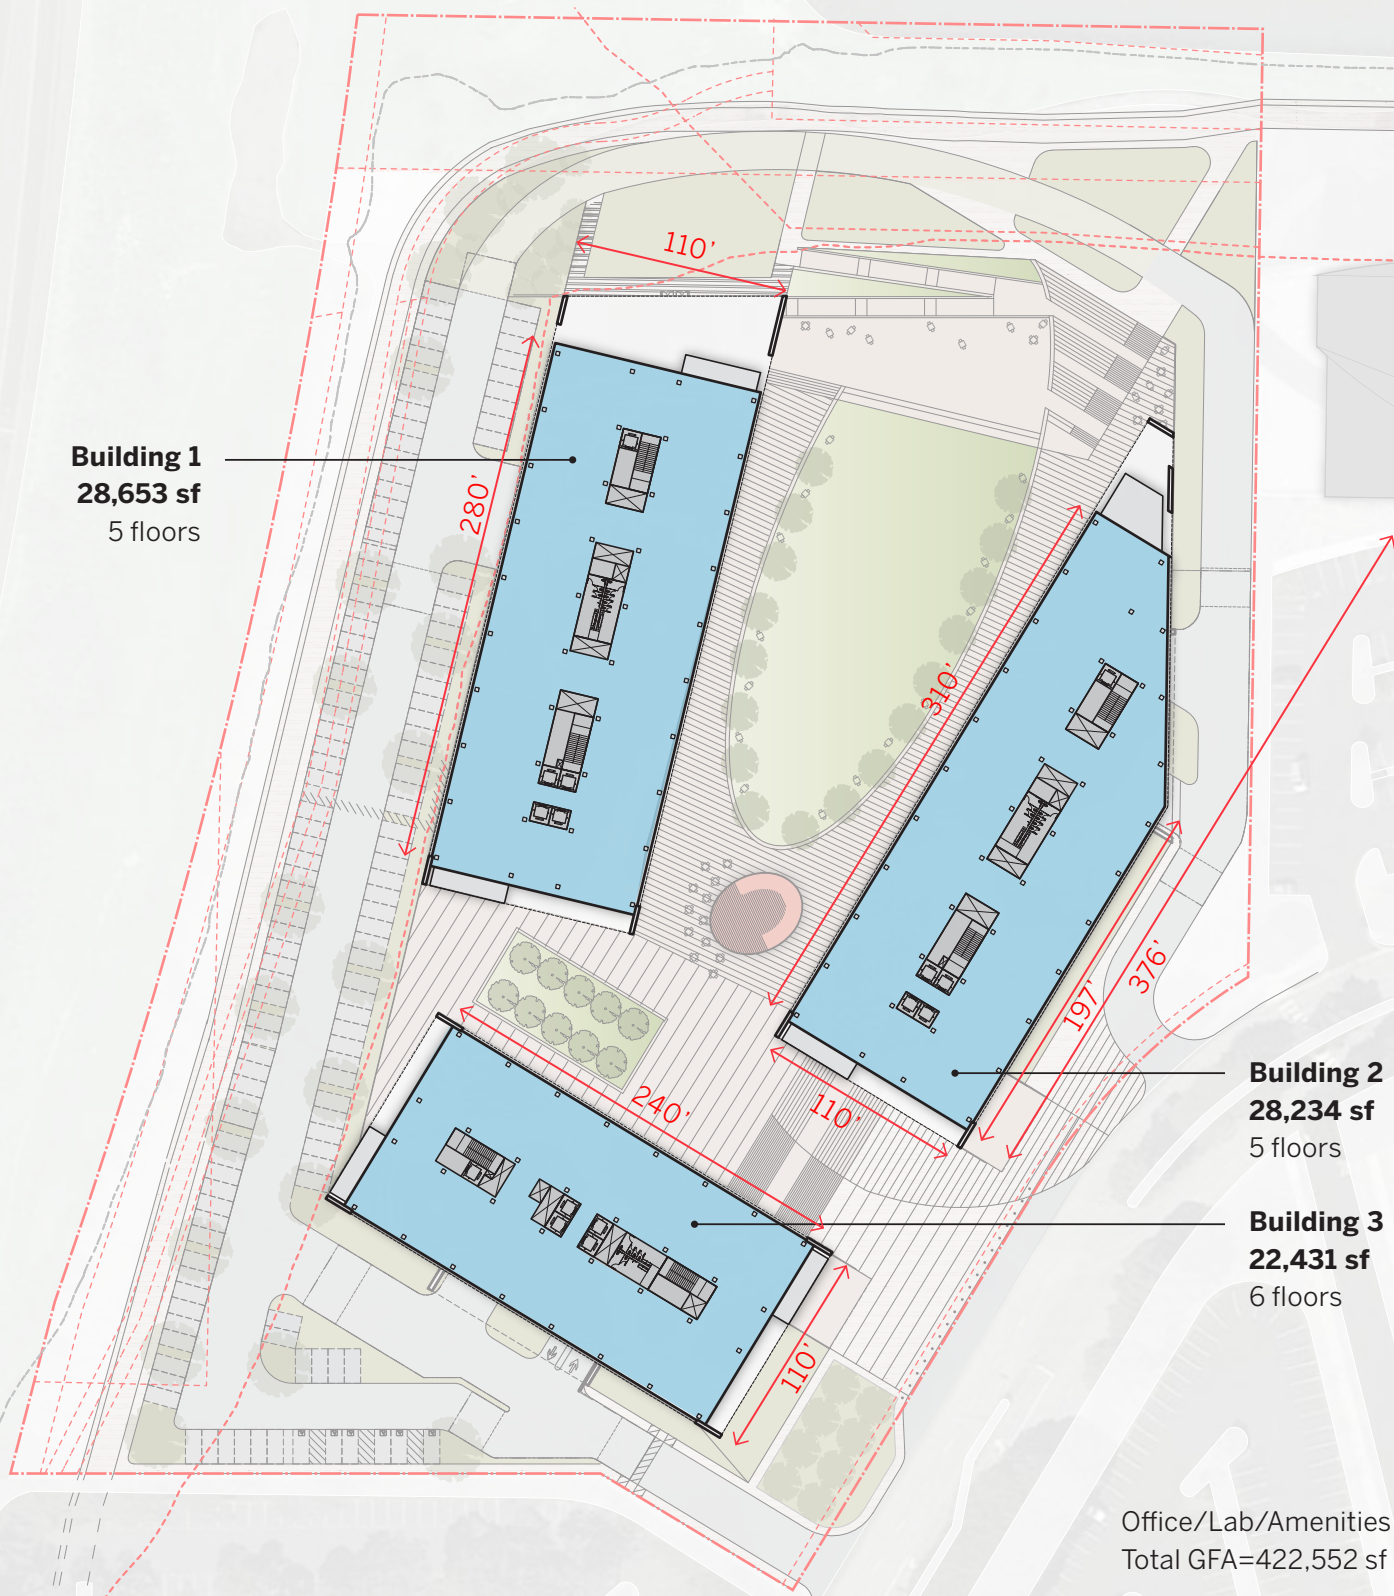 110’
Building 1
28,653 sf
5 floors
280’
310’
376’
197’
Building 2
28,234 sf
5 floors
110’
240’
Building 3
22,431 sf
6 floors
110’
Office/Lab/Amenities
Total GFA=422,552 sf